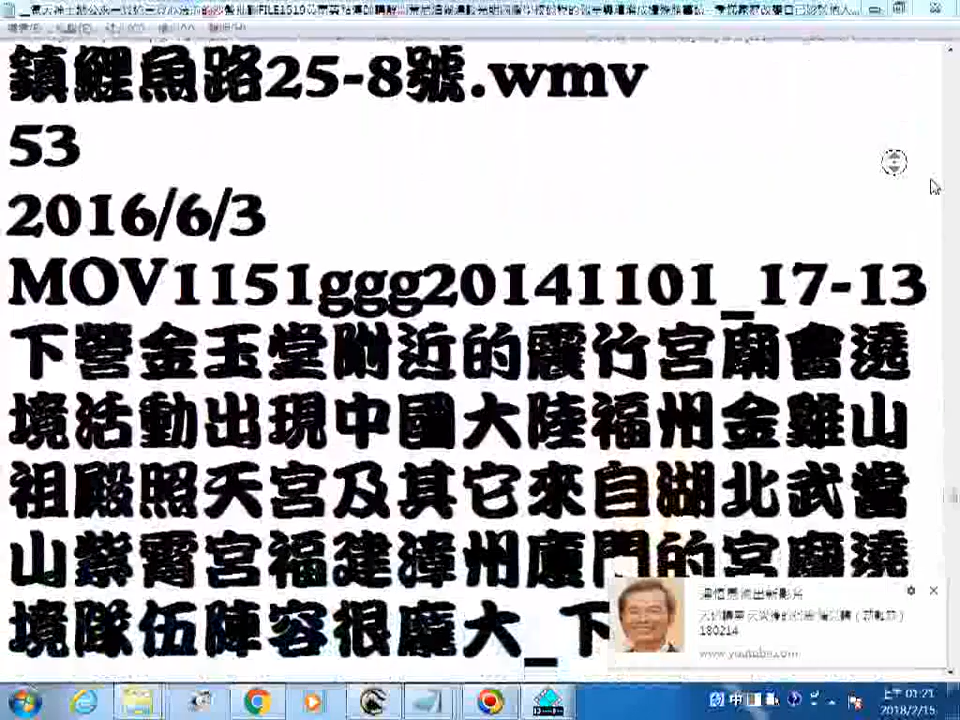 鎮鯉魚路25-8號.wmv
53
2016/6/3
MOV1151ggg20141101_17-13
下營金玉堂附近的震竹宮廟會遶
境活動出現中國大陸福州金雞山
祖殿照天宮及其它來自湖北武當
山紫霄宮福建漳州廈門的宮廟遶
境隊伍陣容很龐大_下
180214
www.youtube.com
中
上午 01:21
2018/2/15